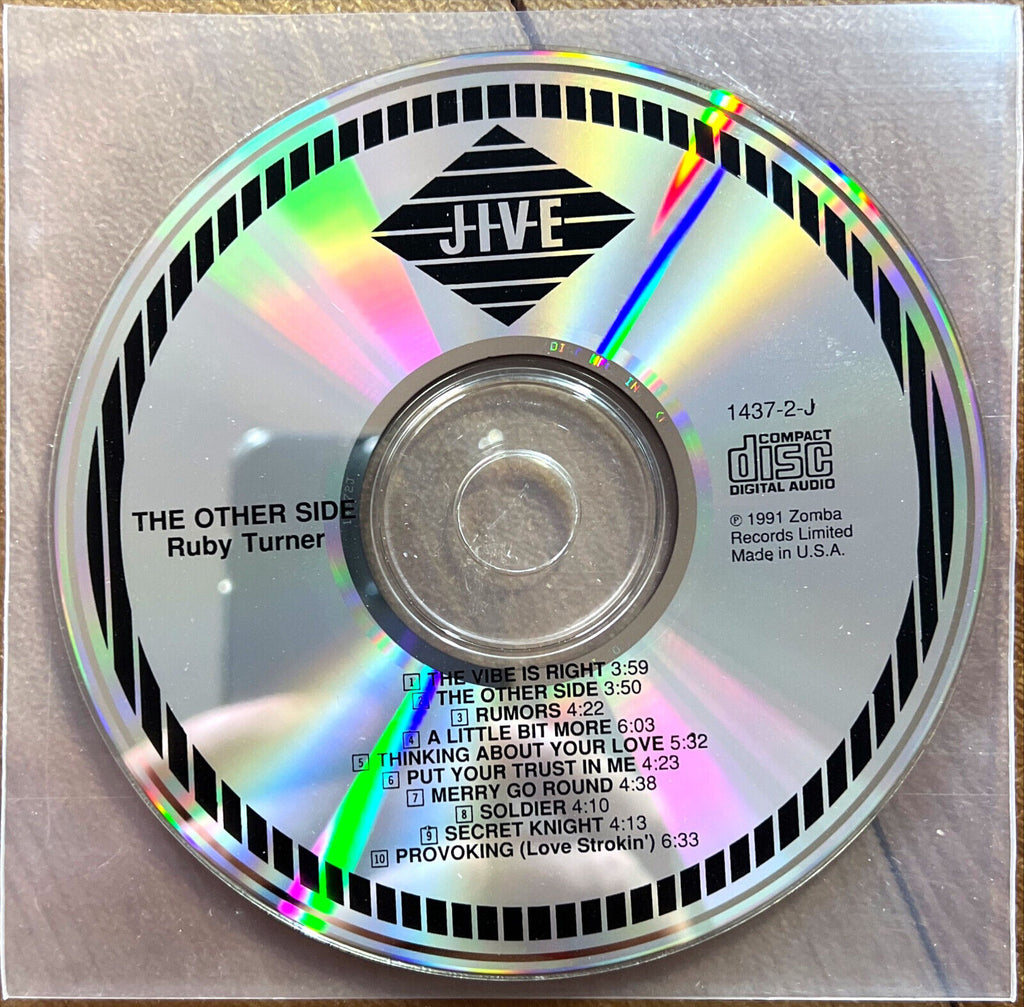 JIVE
1437-2-J
COMPACT
disc
DIGITAL AUDIO
℗ 1991 Zomba
Records Limited
Made in U.S.A.
THE OTHER SIDE
Ruby Turner
1 THE VIBE IS RIGHT 3:59
2 THE OTHER SIDE 3:50
3 RUMORS 4:22
4 A LITTLE BIT MORE 6:03
5 THINKING ABOUT YOUR LOVE 5:32
6 PUT YOUR TRUST IN ME 4:23
7 MERRY GO ROUND 4:38
8 SOLDIER 4:10
9 SECRET KNIGHT 4:13
10 PROVOKING (Love Strokin') 6:33